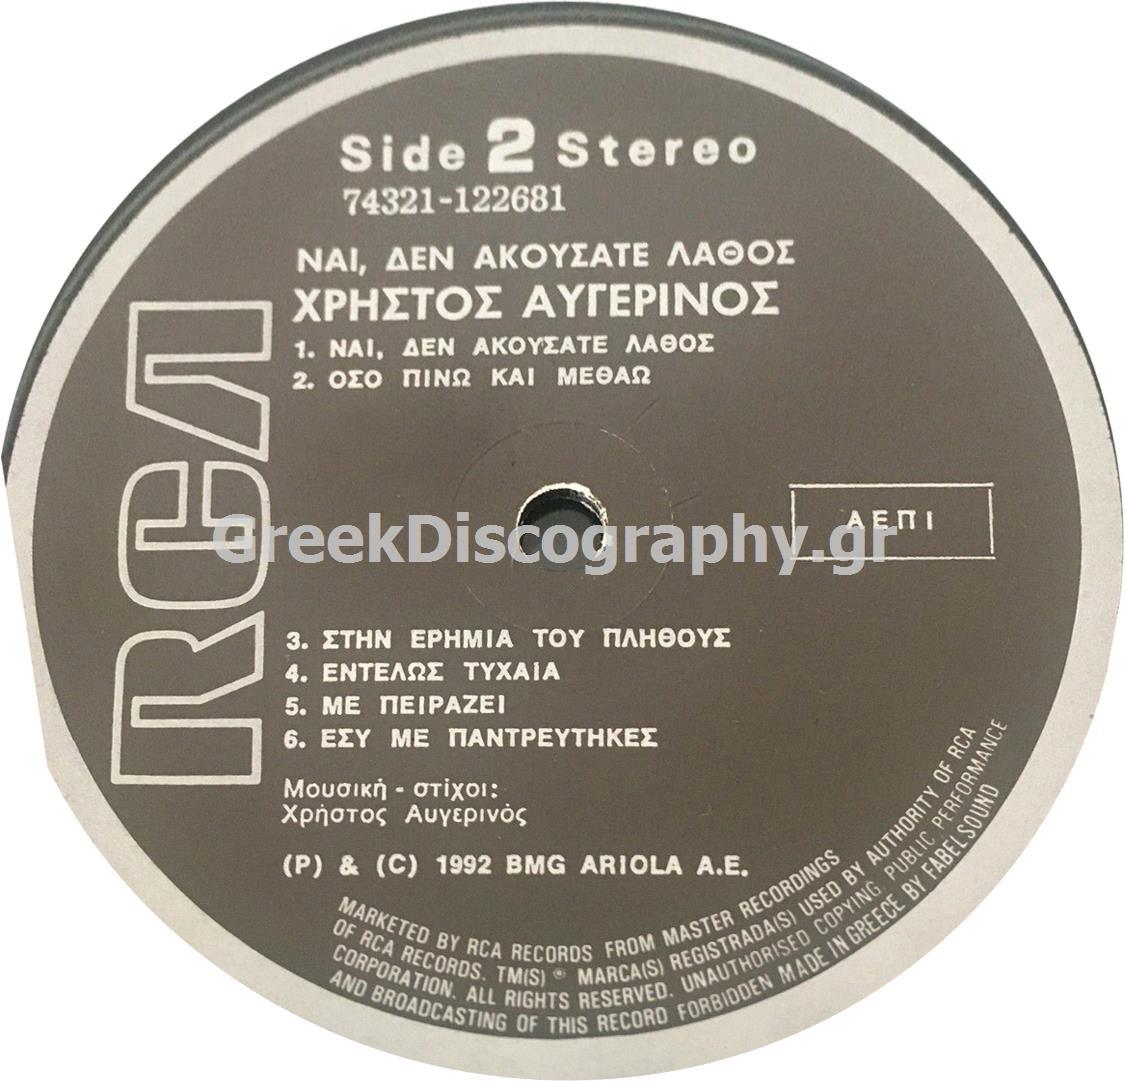 Side 2 Stereo
74321-122681
ΝΑΙ, ΔΕΝ ΑΚΟΥΣΑΤΕ ΛΑΘΟΣ
ΧΡΗΣΤΟΣ ΑΥΓΕΡΙΝΟΣ
1. ΝΑΙ, ΔΕΝ ΑΚΟΥΣΑΤΕ ΛΑΘΟΣ
2. ΟΣΟ ΠΙΝΩ ΚΑΙ ΜΕΘΑΩ
RCA
ΑΕΠΙ
GreekDiscography.gr
3. ΣΤΗΝ ΕΡΗΜΙΑ ΤΟΥ ΠΛΗΘΟΥΣ
4. ΕΝΤΕΛΩΣ ΤΥΧΑΙΑ
5. ΜΕ ΠΕΙΡΑΖΕΙ
6. ΕΣΥ ΜΕ ΠΑΝΤΡΕΥΤΗΚΕΣ
Μουσική - στίχοι:
Χρήστος Αυγερινός
(P) & (C) 1992 BMG ARIOLA A.E.
MARKETED BY RCA RECORDS FROM MASTER RECORDINGS
OF RCA RECORDS. TM(S) ® MARCA(S) REGISTRADA(S) USED BY AUTHORITY OF RCA
CORPORATION. ALL RIGHTS RESERVED. UNAUTHORISED COPYING, PUBLIC PERFORMANCE
AND BROADCASTING OF THIS RECORD FORBIDDEN MADE IN GREECE BY FABELSOUND